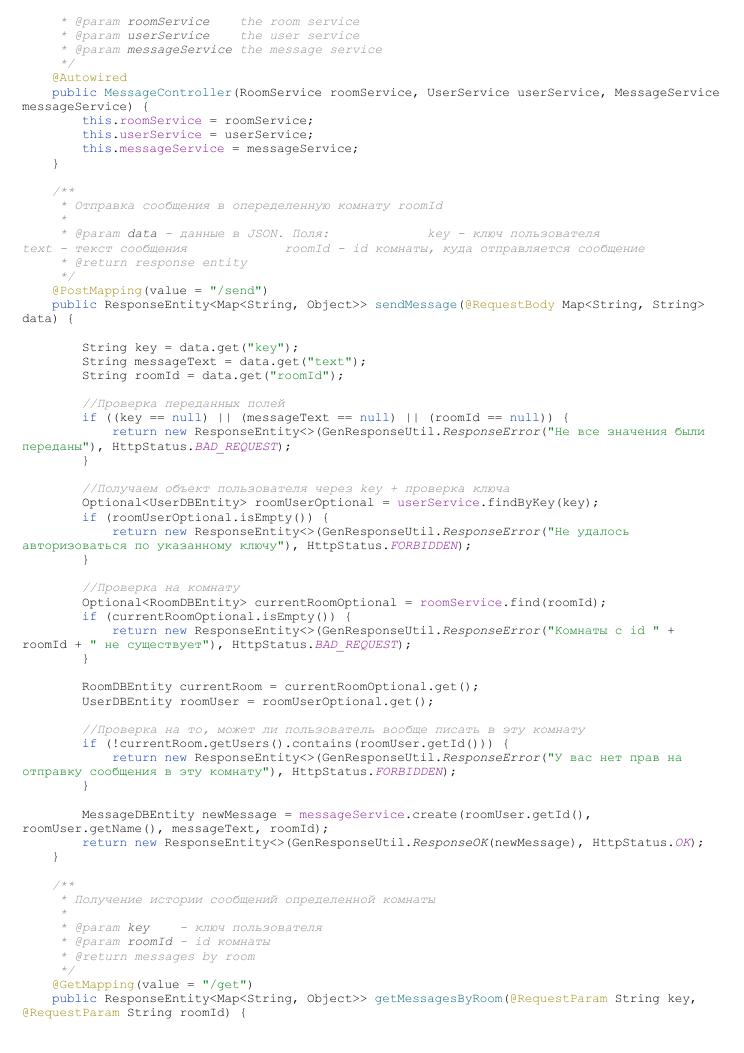 * @param roomService    the room service
     * @param userService    the user service
     * @param messageService the message service
     */
    @Autowired
    public MessageController(RoomService roomService, UserService userService, MessageService
messageService) {
        this.roomService = roomService;
        this.userService = userService;
        this.messageService = messageService;
    }

    /**
     * Отправка сообщения в опеределенную комнату roomId
     *
     * @param data - данные в JSON. Поля:             key - ключ пользователя
text - текст сообщения             roomId - id комнаты, куда отправляется сообщение
     * @return response entity
     */
    @PostMapping(value = "/send")
    public ResponseEntity<Map<String, Object>> sendMessage(@RequestBody Map<String, String>
data) {

        String key = data.get("key");
        String messageText = data.get("text");
        String roomId = data.get("roomId");

        //Проверка переданных полей
        if ((key == null) || (messageText == null) || (roomId == null)) {
            return new ResponseEntity<>(GenResponseUtil.ResponseError("Не все значения были
переданы"), HttpStatus.BAD_REQUEST);
        }

        //Получаем объект пользователя через key + проверка ключа
        Optional<UserDBEntity> roomUserOptional = userService.findByKey(key);
        if (roomUserOptional.isEmpty()) {
            return new ResponseEntity<>(GenResponseUtil.ResponseError("Не удалось
авторизоваться по указанному ключу"), HttpStatus.FORBIDDEN);
        }

        //Проверка на комнату
        Optional<RoomDBEntity> currentRoomOptional = roomService.find(roomId);
        if (currentRoomOptional.isEmpty()) {
            return new ResponseEntity<>(GenResponseUtil.ResponseError("Комнаты с id " +
roomId + " не существует"), HttpStatus.BAD_REQUEST);
        }

        RoomDBEntity currentRoom = currentRoomOptional.get();
        UserDBEntity roomUser = roomUserOptional.get();

        //Проверка на то, может ли пользователь вообще писать в эту комнату
        if (!currentRoom.getUsers().contains(roomUser.getId())) {
            return new ResponseEntity<>(GenResponseUtil.ResponseError("У вас нет прав на
отправку сообщения в эту комнату"), HttpStatus.FORBIDDEN);
        }

        MessageDBEntity newMessage = messageService.create(roomUser.getId(),
roomUser.getName(), messageText, roomId);
        return new ResponseEntity<>(GenResponseUtil.ResponseOK(newMessage), HttpStatus.OK);
    }

    /**
     * Получение истории сообщений определенной комнаты
     *
     * @param key    - ключ пользователя
     * @param roomId - id комнаты
     * @return messages by room
     */
    @GetMapping(value = "/get")
    public ResponseEntity<Map<String, Object>> getMessagesByRoom(@RequestParam String key,
@RequestParam String roomId) {